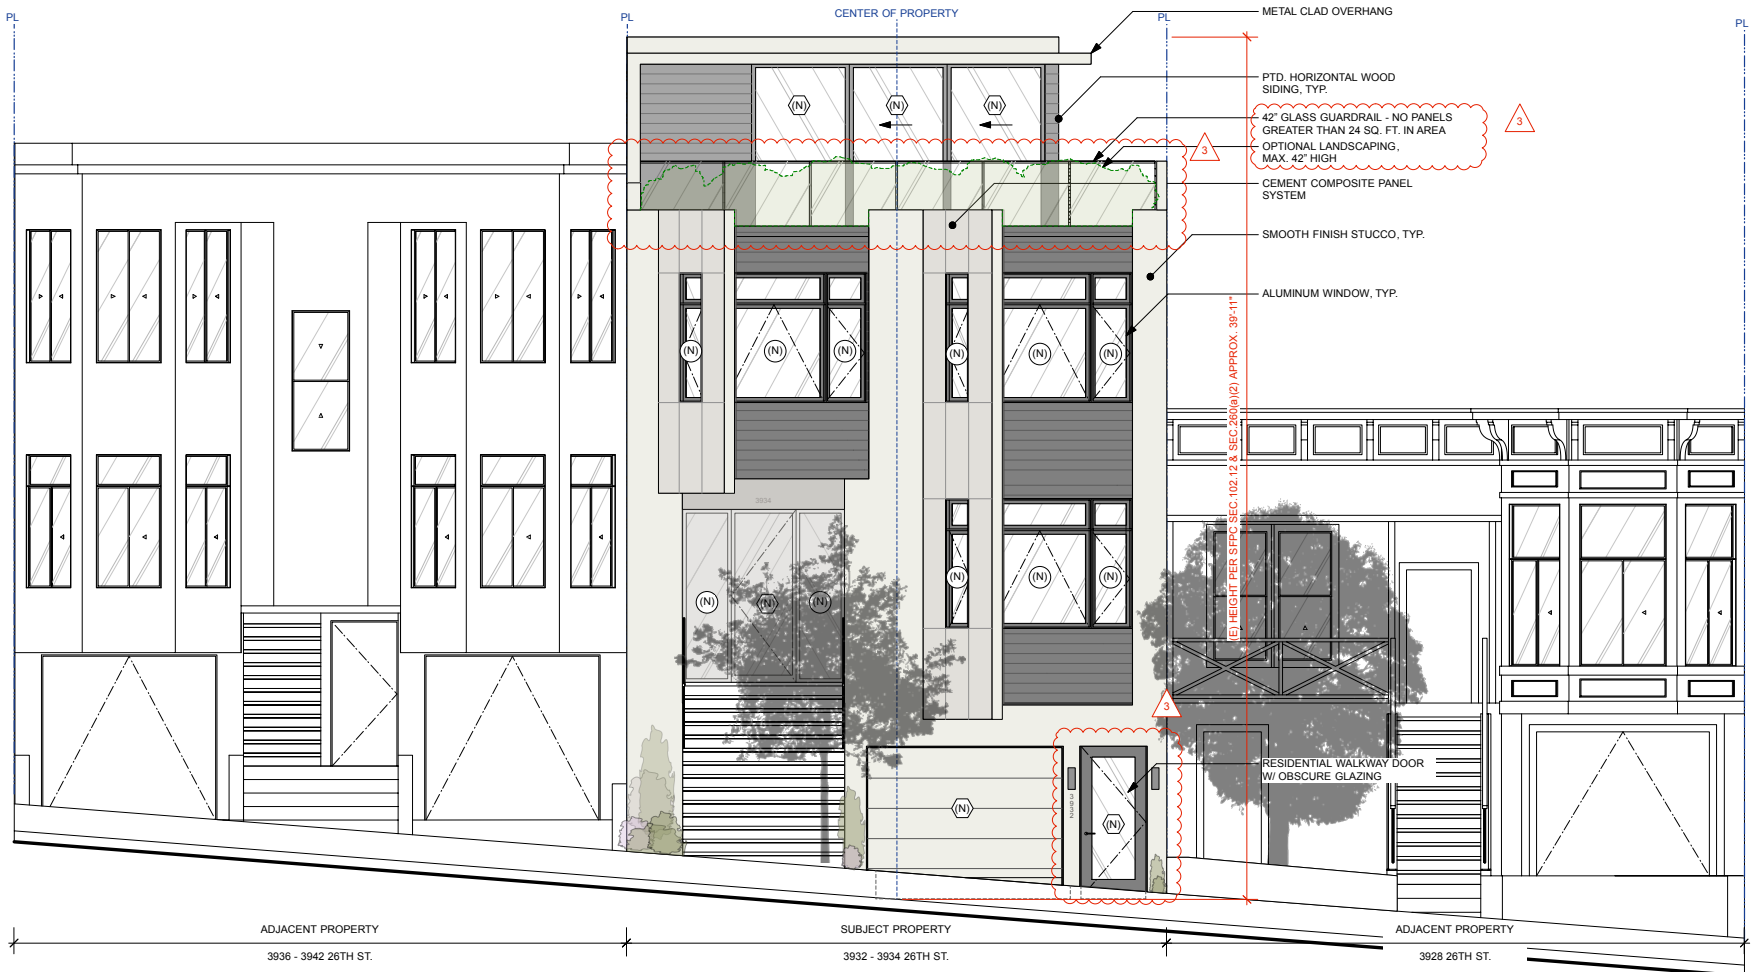 PL
PL
CENTER OF PROPERTY
PL
PL
METAL CLAD OVERHANG
PTD. HORIZONTAL WOOD
SIDING, TYP.
42" GLASS GUARDRAIL - NO PANELS
GREATER THAN 24 SQ. FT. IN AREA
OPTIONAL LANDSCAPING,
MAX. 42" HIGH
3
3
CEMENT COMPOSITE PANEL
SYSTEM
SMOOTH FINISH STUCCO, TYP.
ALUMINUM WINDOW, TYP.
(E) HEIGHT PER SFPC SEC.102.12 & SEC.260(a)(2) APPROX. 39'-11"
(N)
(N)
(N)
(N)
(N)
(N)
(N)
(N)
(N)
3934
(N)
(N)
(N)
(N)
(N)
(N)
3
RESIDENTIAL WALKWAY DOOR
W/ OBSCURE GLAZING
3932
(N)
(N)
ADJACENT PROPERTY
SUBJECT PROPERTY
ADJACENT PROPERTY
3936 - 3942 26TH ST.
3932 - 3934 26TH ST.
3928 26TH ST.